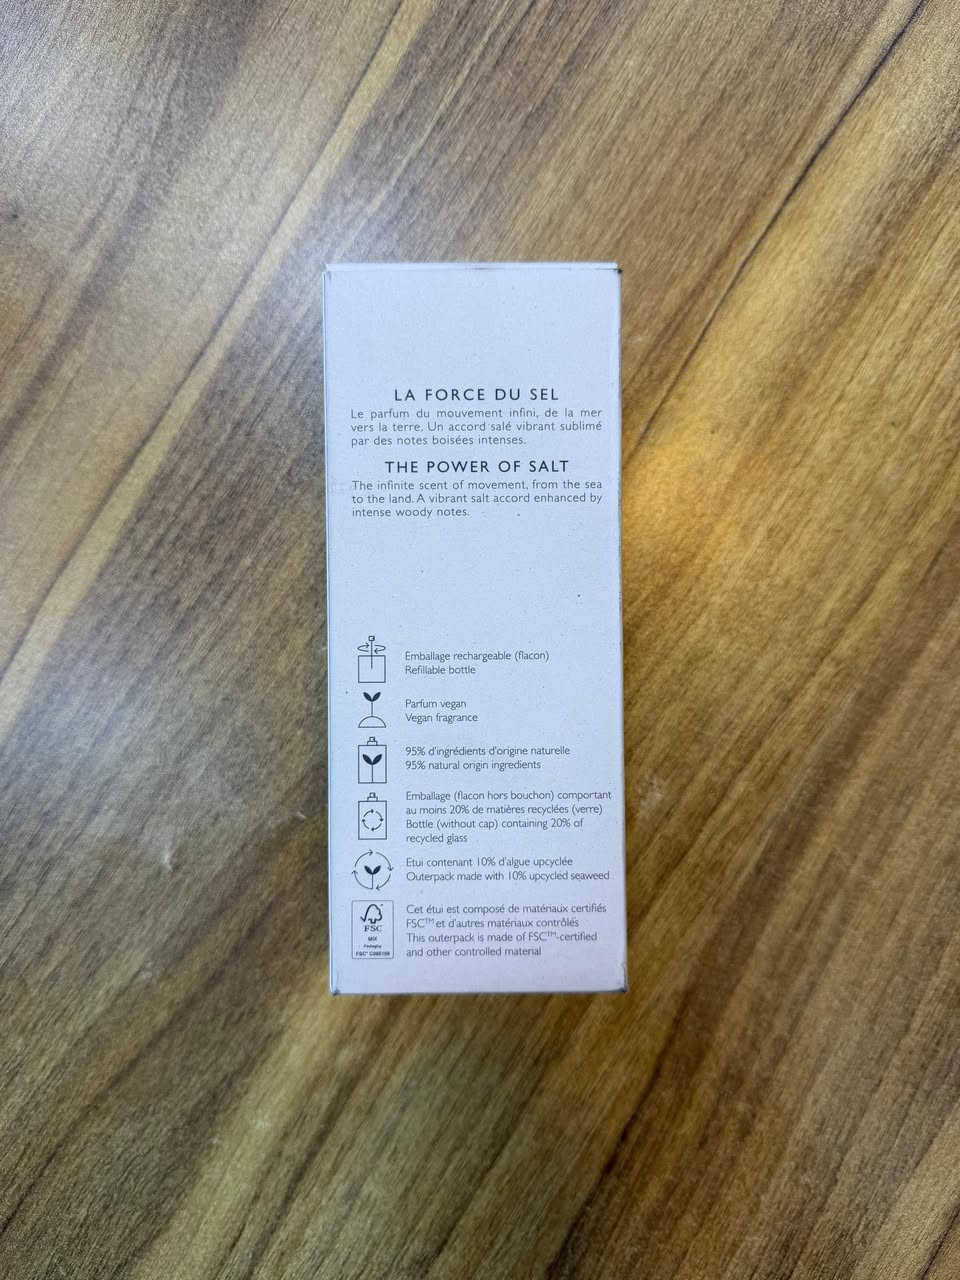 LA FORCE DU SEL
Le parfum du mouvement infini, de la mer
vers la terre. Un accord salé vibrant sublimé
par des notes boisées intenses.
THE POWER OF SALT
The infinite scent of movement, from the sea
to the land. A vibrant salt accord enhanced by
intense woody notes.
Emballage rechargeable (flacon)
Refillable bottle
Parfum vegan
Vegan fragrance
95% d'ingrédients d'origine naturelle
95% natural origin ingredients
Emballage (flacon hors bouchon) comportant
au moins 20% de matières recyclées (verre)
Bottle (without cap) containing 20% of
recycled glass
Etui contenant 10% d'algue upcyclée
Outerpack made with 10% upcycled seaweed
Cet étui est composé de matériaux certifiés
FSC™ et d'autres matériaux contrôlés
This outerpack is made of FSC™-certified
and other controlled material
FSC
MIX
Packaging